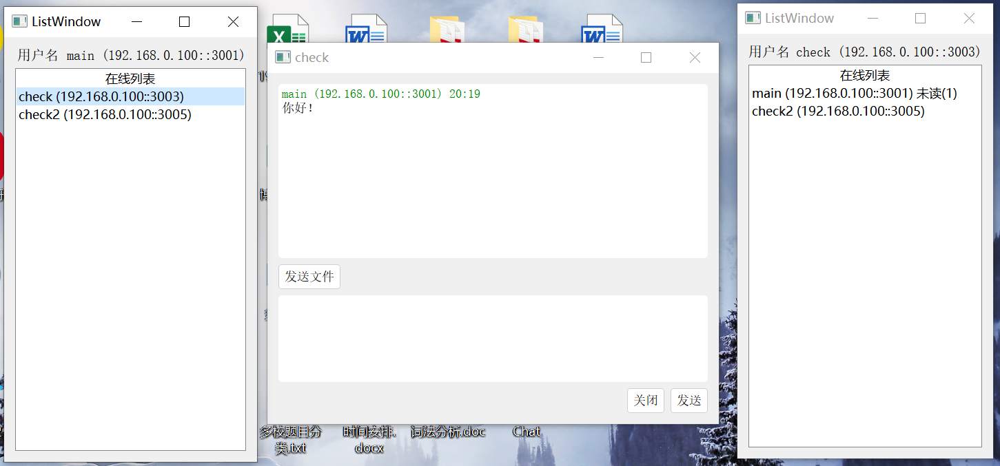 ListWindow
用户名 main (192.168.0.100::3001)
在线列表
check (192.168.0.100::3003)
check2 (192.168.0.100::3005)
check
main (192.168.0.100::3001) 20:19
你好!
发送文件
关闭
发送
ListWindow
用户名 check (192.168.0.100::3003)
在线列表
main (192.168.0.100::3001) 未读(1)
check2 (192.168.0.100::3005)
多校题目分
类.txt
时间安排.
docx
词法分析.doc
Chat